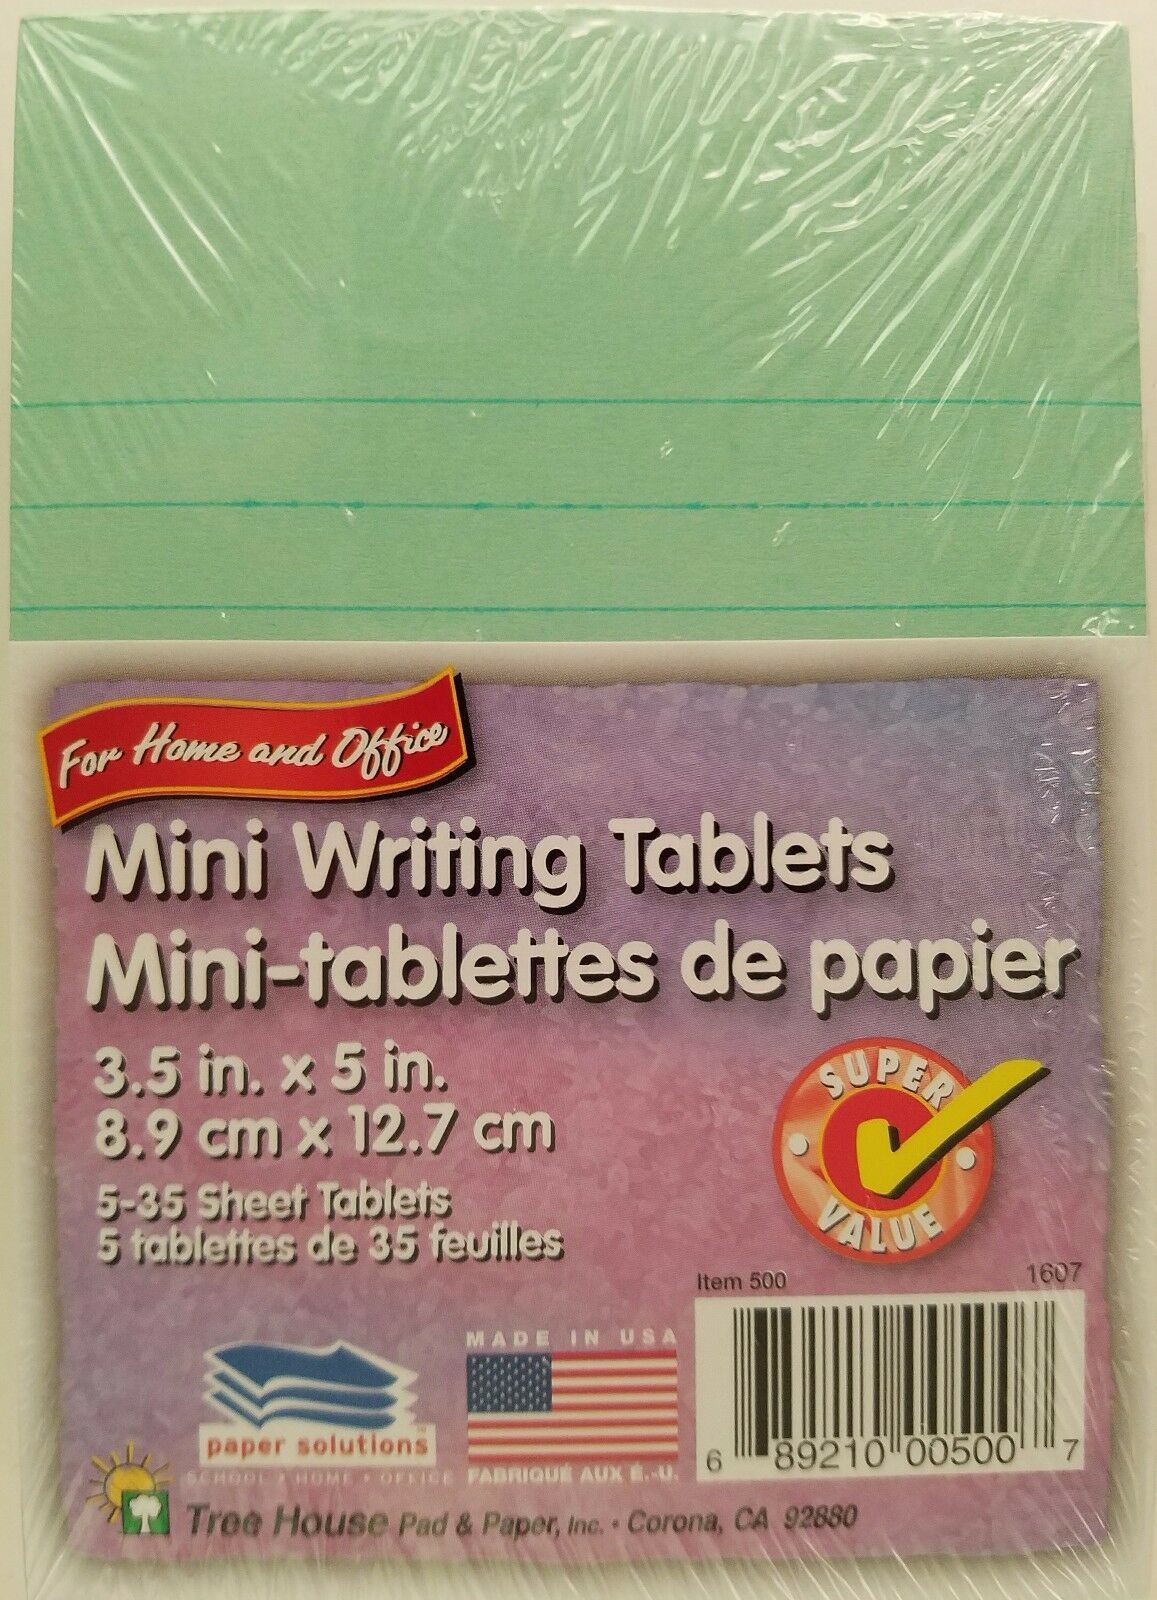 For Home and Office
Mini Writing Tablets
Mini-tablettes de papier
3.5 in. x 5 in.
8.9 cm x 12.7 cm
5-35 Sheet Tablets
5 tablettes de 35 feuilles
SUPER
VALUE
Item 500 1607
MADE IN USA
paper solutions™
SCHOOL • HOME • OFFICE
FABRIQUÉ AUX É.-U.
6 89210 00500 7
Tree House Pad & Paper, Inc. • Corona, CA 92880